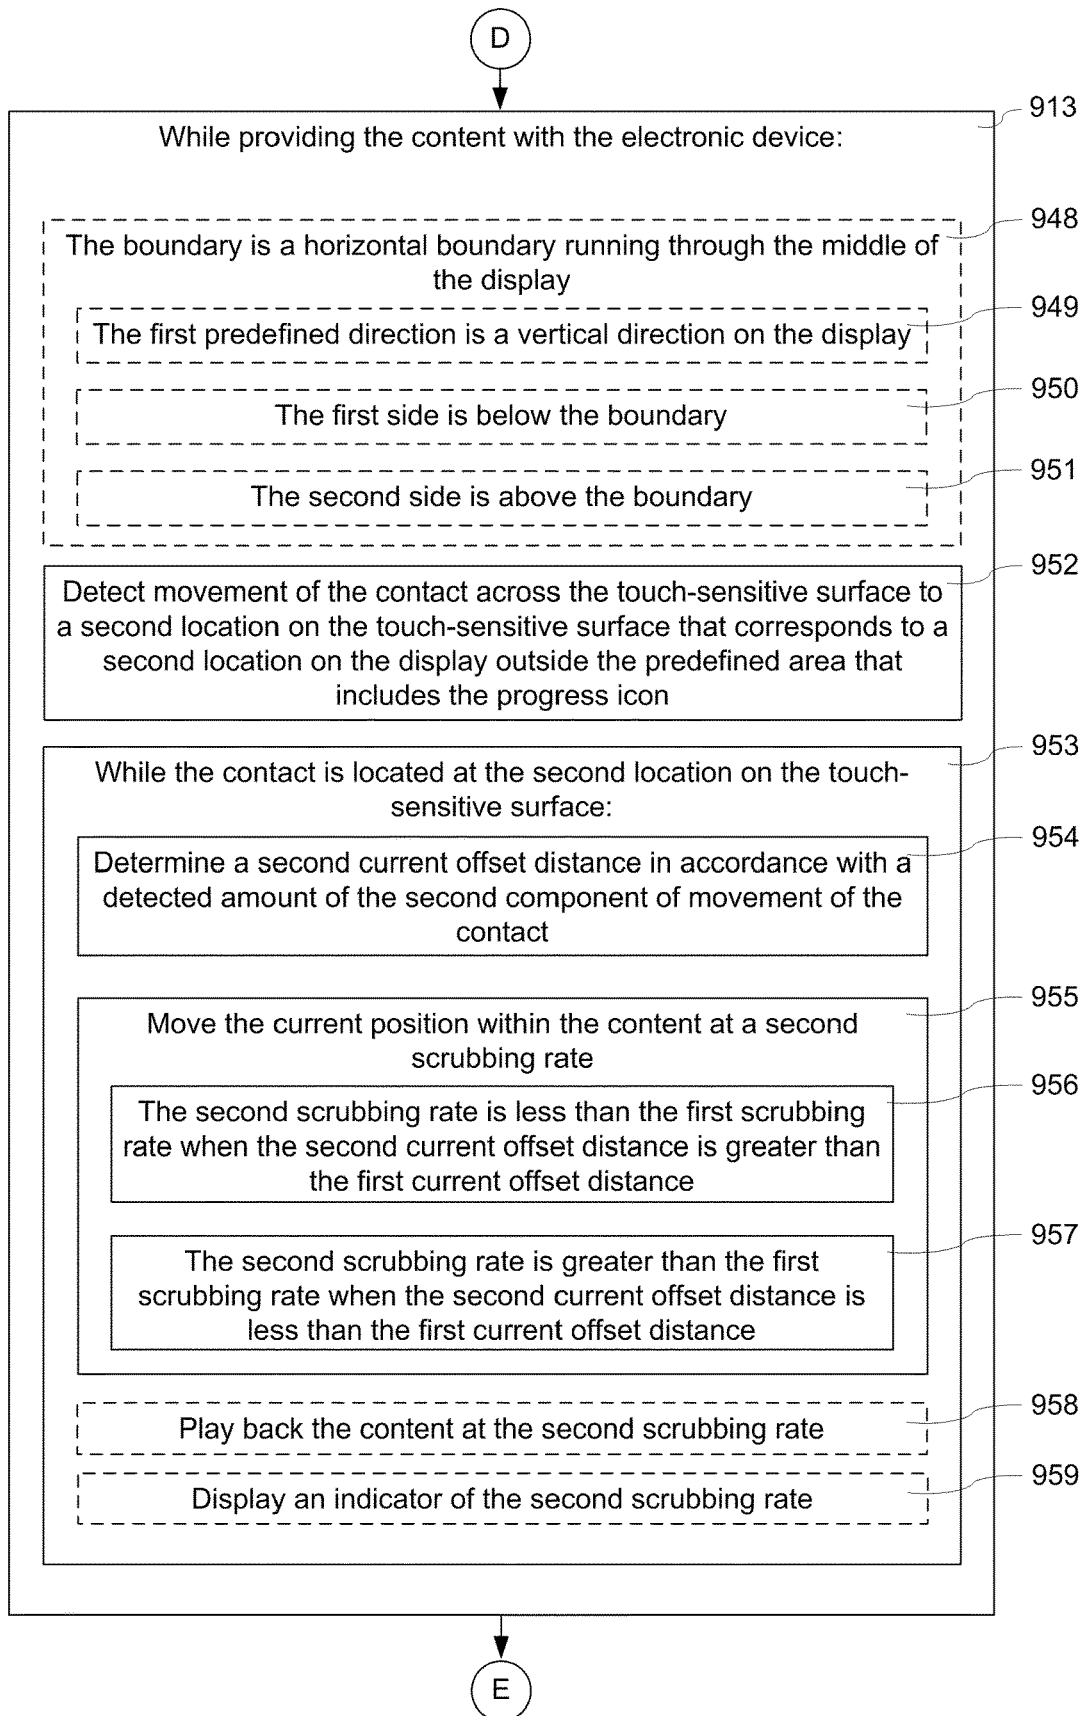 D
913
While providing the content with the electronic device:
948
The boundary is a horizontal boundary running through the middle of
the display
949
The first predefined direction is a vertical direction on the display
950
The first side is below the boundary
951
The second side is above the boundary
952
Detect movement of the contact across the touch-sensitive surface to
a second location on the touch-sensitive surface that corresponds to a
second location on the display outside the predefined area that
includes the progress icon
953
While the contact is located at the second location on the touch-
sensitive surface:
954
Determine a second current offset distance in accordance with a
detected amount of the second component of movement of the
contact
955
Move the current position within the content at a second
scrubbing rate
956
The second scrubbing rate is less than the first scrubbing
rate when the second current offset distance is greater than
the first current offset distance
957
The second scrubbing rate is greater than the first
scrubbing rate when the second current offset distance is
less than the first current offset distance
958
Play back the content at the second scrubbing rate
959
Display an indicator of the second scrubbing rate
E